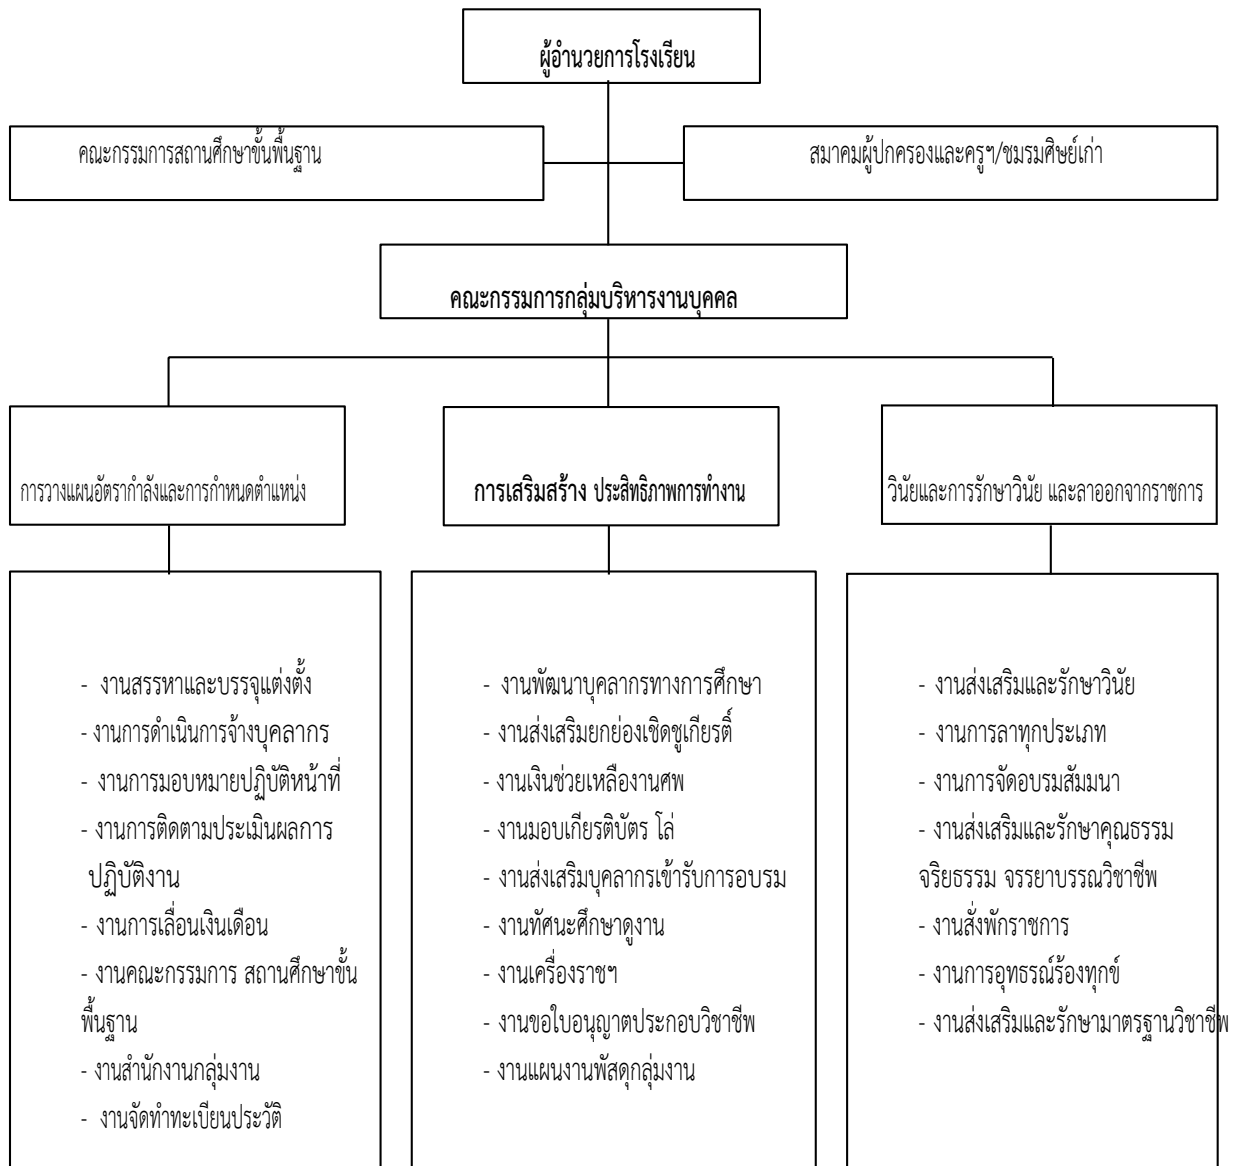 ผู้อำนวยการโรงเรียน
คณะกรรมการสถานศึกษาขั้นพื้นฐาน
สมาคมผู้ปกครองและครูฯ/ชมรมศิษย์เก่า
คณะกรรมการกลุ่มบริหารงานบุคคล
การวางแผนอัตรากำลังและการกำหนดตำแหน่ง
การเสริมสร้าง ประสิทธิภาพการทำงาน
วินัยและการรักษาวินัย และลาออกจากราชการ
- งานสรรหาและบรรจุแต่งตั้ง
- งานการดำเนินการจ้างบุคลากร
- งานการมอบหมายปฏิบัติหน้าที่
- งานการติดตามประเมินผลการ
ปฏิบัติงาน
- งานการเลื่อนเงินเดือน
- งานคณะกรรมการ สถานศึกษาขั้น
พื้นฐาน
- งานสำนักงานกลุ่มงาน
- งานจัดทำทะเบียนประวัติ
- งานพัฒนาบุคลากรทางการศึกษา
- งานส่งเสริมยกย่องเชิดชูเกียรติ์
- งานเงินช่วยเหลืองานศพ
- งานมอบเกียรติบัตร โล่
- งานส่งเสริมบุคลากรเข้ารับการอบรม
- งานทัศนะศึกษาดูงาน
- งานเครื่องราชฯ
- งานขอใบอนุญาตประกอบวิชาชีพ
- งานแผนงานพัสดุกลุ่มงาน
- งานส่งเสริมและรักษาวินัย
- งานการลาทุกประเภท
- งานการจัดอบรมสัมมนา
- งานส่งเสริมและรักษาคุณธรรม
จริยธรรม จรรยาบรรณวิชาชีพ
- งานสั่งพักราชการ
- งานการอุทธรณ์ร้องทุกข์
- งานส่งเสริมและรักษามาตรฐานวิชาชีพ